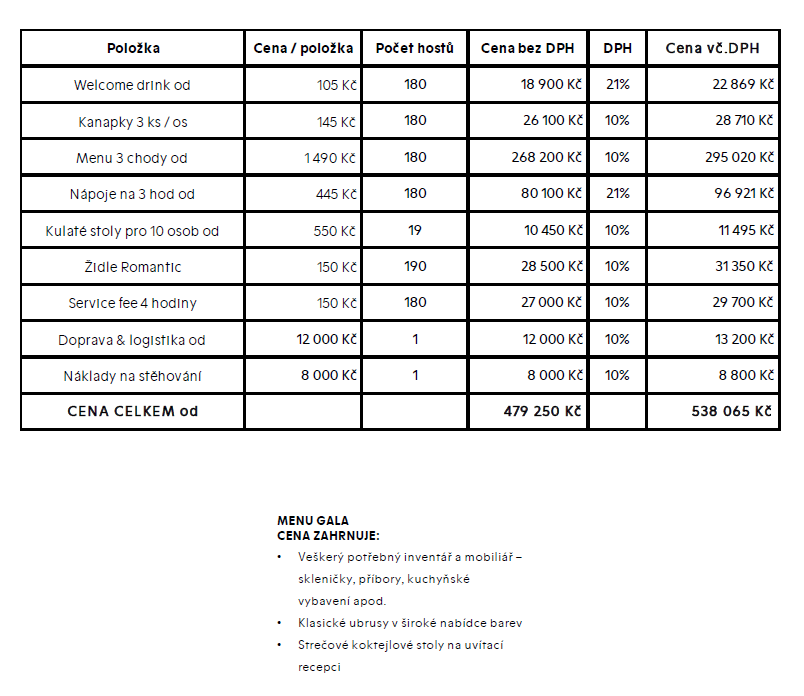 Položka Cena / položka Počet hostů Cena bez DPH DPH Cena vč.DPH
Welcome drink od 105 Kč 180 18 900 Kč 21% 22 869 Kč
Kanapky 3 ks / os 145 Kč 180 26 100 Kč 10% 28 710 Kč
Menu 3 chody od 1 490 Kč 180 268 200 Kč 10% 295 020 Kč
Nápoje na 3 hod od 445 Kč 180 80 100 Kč 21% 96 921 Kč
Kulaté stoly pro 10 osob od 550 Kč 19 10 450 Kč 10% 11 495 Kč
Židle Romantic 150 Kč 190 28 500 Kč 10% 31 350 Kč
Service fee 4 hodiny 150 Kč 180 27 000 Kč 10% 29 700 Kč
Doprava & logistika od 12 000 Kč 1 12 000 Kč 10% 13 200 Kč
Náklady na stěhování 8 000 Kč 1 8 000 Kč 10% 8 800 Kč
CENA CELKEM od 479 250 Kč 538 065 Kč
MENU GALA
CENA ZAHRNUJE:
• Veškerý potřebný inventář a mobiliář –
skleničky, příbory, kuchyňské
vybavení apod.
• Klasické ubrusy v široké nabídce barev
• Strečové koktejlové stoly na uvítací
recepci